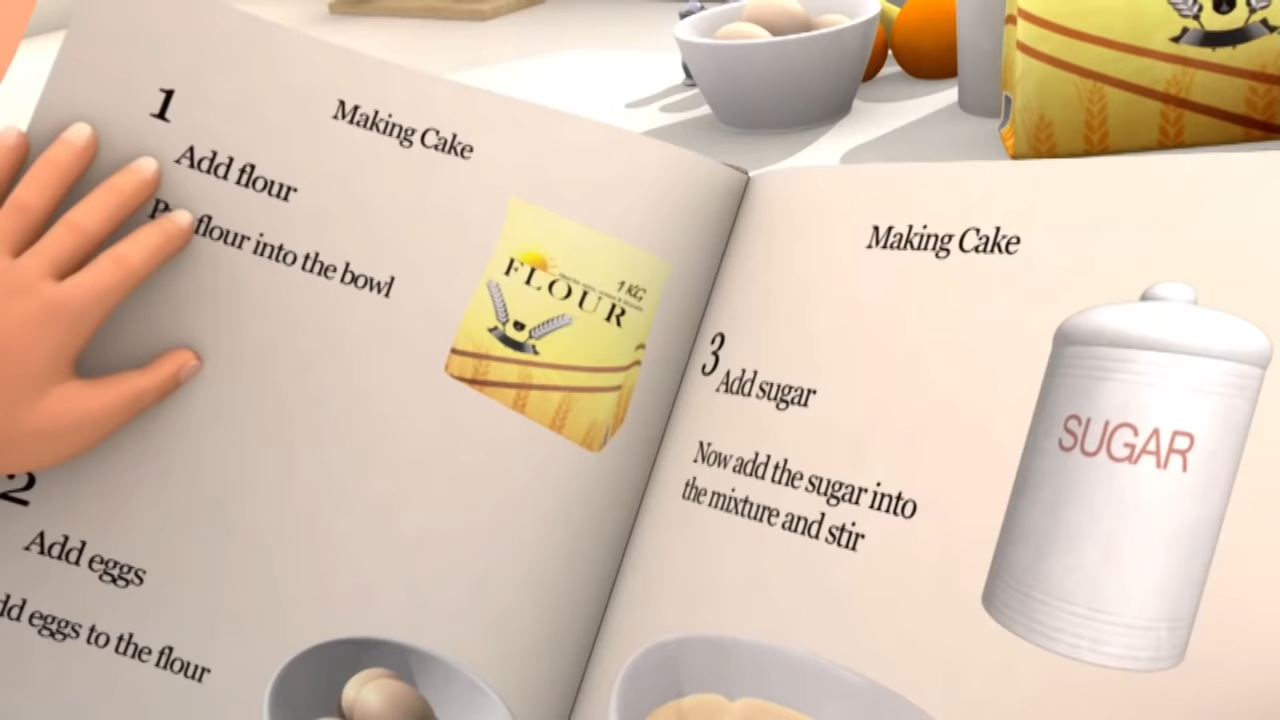 Making Cake
1
Add flour
flour into the bowl
FLOUR
1 KG
2
Add eggs
eggs to the flour
Making Cake
3
Add sugar
Now add the sugar into
the mixture and stir
SUGAR